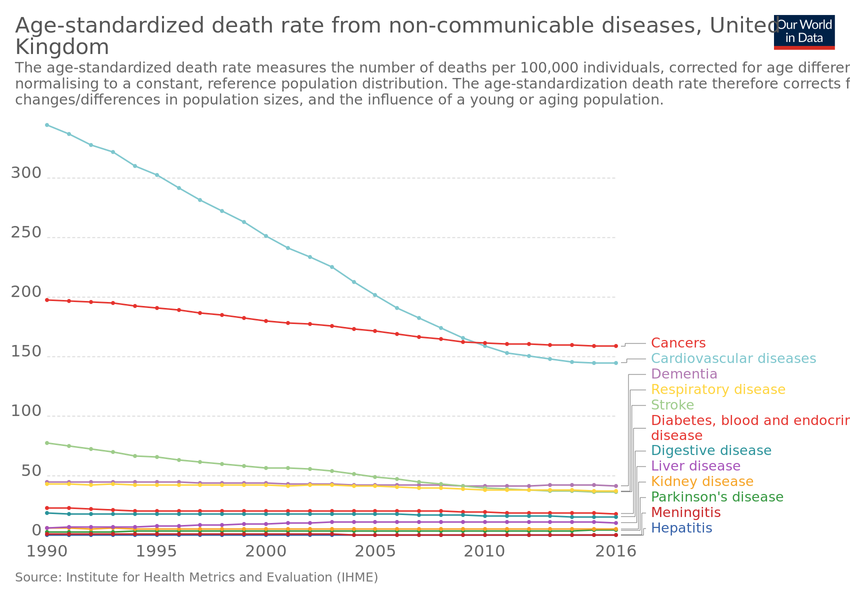 Age-standardized death rate from non-communicable diseases, United
Kingdom
Our World
in Data
The age-standardized death rate measures the number of deaths per 100,000 individuals, corrected for age differen
normalising to a constant, reference population distribution. The age-standardization death rate therefore corrects f
changes/differences in population sizes, and the influence of a young or aging population.
300
250
200
150
100
50
0
1990
1995
2000
2005
2010
2016
Cancers
Cardiovascular diseases
Dementia
Respiratory disease
Stroke
Diabetes, blood and endocrin
disease
Digestive disease
Liver disease
Kidney disease
Parkinson's disease
Meningitis
Hepatitis
Source: Institute for Health Metrics and Evaluation (IHME)